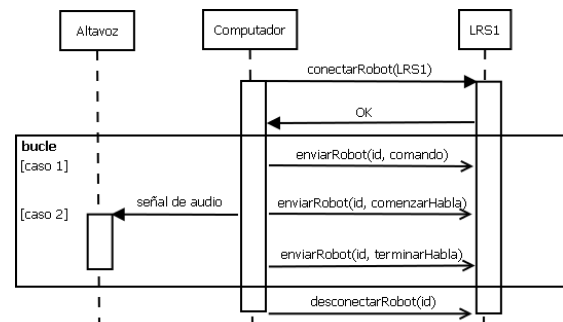 Altavoz
Computador
LRS1
conectarRobot(LRS1)
OK
bucle
[caso 1]
enviarRobot(id, comando)
[caso 2]
señal de audio
enviarRobot(id, comenzarHabla)
enviarRobot(id, terminarHabla)
desconectarRobot(id)